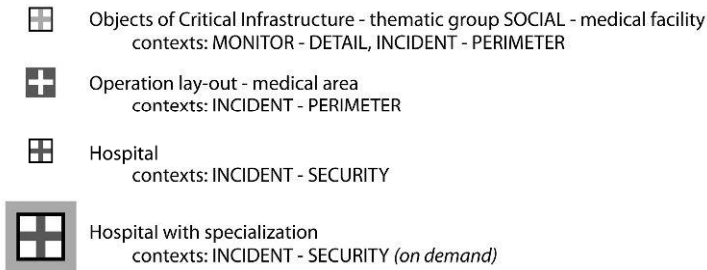 Objects of Critical Infrastructure - thematic group SOCIAL - medical facility
contexts: MONITOR - DETAIL, INCIDENT - PERIMETER
Operation lay-out - medical area
contexts: INCIDENT - PERIMETER
Hospital
contexts: INCIDENT - SECURITY
Hospital with specialization
contexts: INCIDENT - SECURITY (on demand)